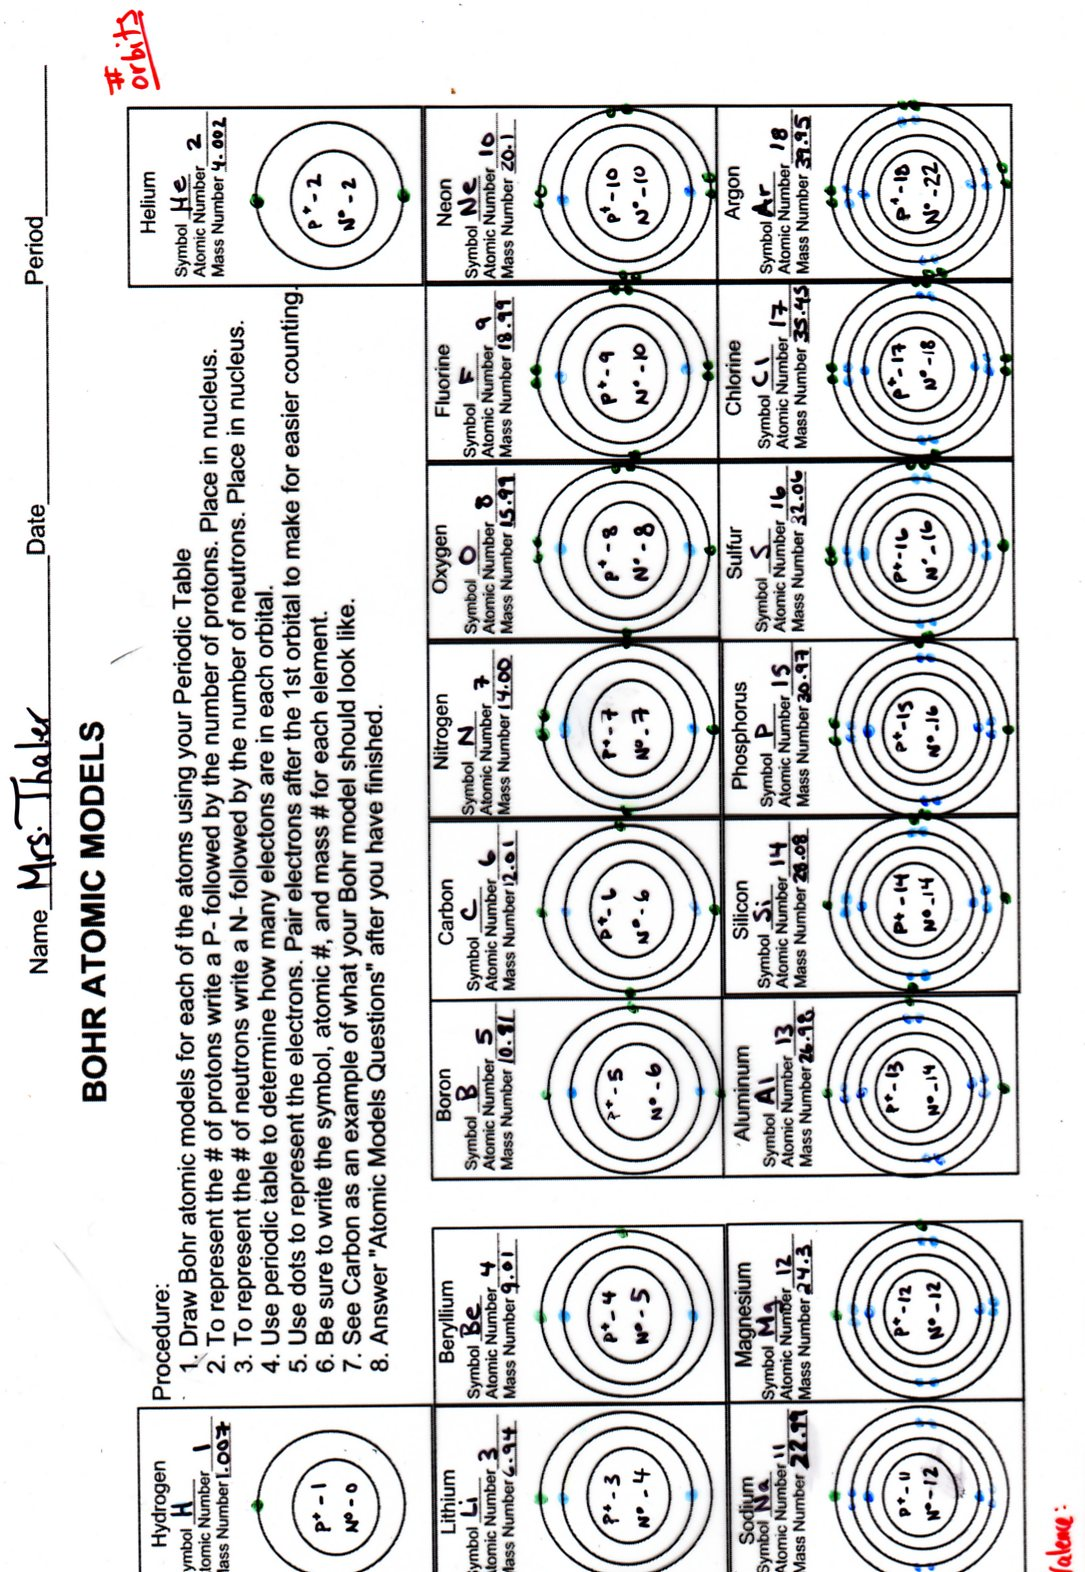 Name Mrs. Thaler Date Period
BOHR ATOMIC MODELS
# orbits
Procedure:
1. Draw Bohr atomic models for each of the atoms using your Periodic Table
2. To represent the # of protons write a P- followed by the number of protons. Place in nucleus.
3. To represent the # of neutrons write a N- followed by the number of neutrons. Place in nucleus.
4. Use periodic table to determine how many electons are in each orbital.
5. Use dots to represent the electrons. Pair electrons after the 1st orbital to make for easier counting.
6. Be sure to write the symbol, atomic #, and mass # for each element.
7. See Carbon as an example of what your Bohr model should look like.
8. Answer "Atomic Models Questions" after you have finished.
Hydrogen
ymbol H
tomic Number 1
lass Number 1.007
P+-1
N°-0
Helium
Symbol He
Atomic Number 2
Mass Number 4.002
P+-2
N°-2
Lithium
Symbol Li
Atomic Number 3
Mass Number 6.94
P+-3
N°-4
Beryllium
Symbol Be
Atomic Number 4
Mass Number 9.01
P+-4
N°-5
Boron
Symbol B
Atomic Number 5
Mass Number 10.81
P+-5
N°-6
Carbon
Symbol C
Atomic Number 6
Mass Number 12.01
P+-6
N°-6
Nitrogen
Symbol N
Atomic Number 7
Mass Number 14.00
P+-7
N°-7
Oxygen
Symbol O
Atomic Number 8
Mass Number 15.99
P+-8
N°-8
Fluorine
Symbol F
Atomic Number 9
Mass Number 18.99
P+-9
N°-10
Neon
Symbol Ne
Atomic Number 10
Mass Number 20.1
P+-10
N°-10
Sodium
Symbol Na
Atomic Number 11
Mass Number 22.99
P+-11
N°-12
Magnesium
Symbol Mg
Atomic Number 12
Mass Number 24.3
P+-12
N°-12
Aluminum
Symbol Al
Atomic Number 13
Mass Number 26.98
P+-13
N°-14
Silicon
Symbol Si
Atomic Number 14
Mass Number 28.08
P+-14
N°-14
Phosphorus
Symbol P
Atomic Number 15
Mass Number 30.97
P+-15
N°-16
Sulfur
Symbol S
Atomic Number 16
Mass Number 32.06
P+-16
N°-16
Chlorine
Symbol Cl
Atomic Number 17
Mass Number 35.45
P+-17
N°-18
Argon
Symbol Ar
Atomic Number 18
Mass Number 39.95
P+-18
N°-22
alence: